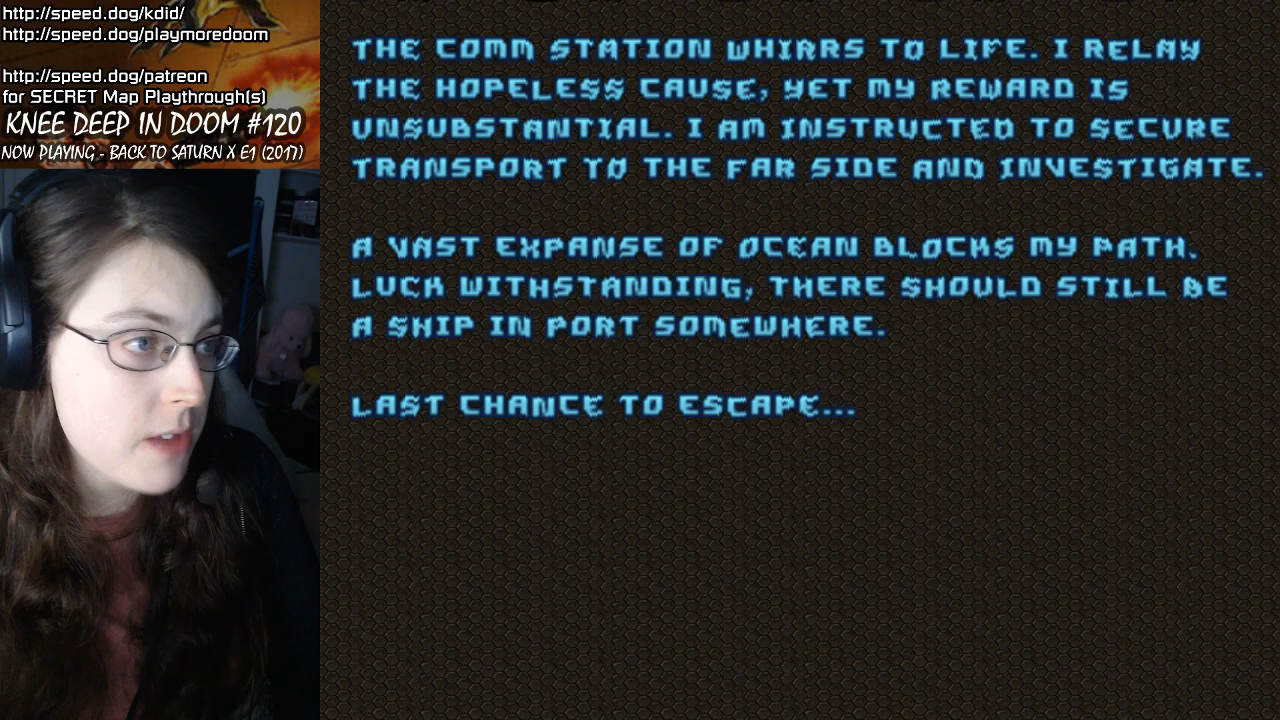 http://speed.dog/kdid/
http://speed.dog/playmoredoom
http://speed.dog/patreon
for SECRET Map Playthrough(s)
KNEE DEEP IN DOOM #120
NOW PLAYING - BACK TO SATURN X E1 (2017)
THE COMM STATION WHIRRS TO LIFE. I RELAY
THE HOPELESS CAUSE, YET MY REWARD IS
UNSUBSTANTIAL. I AM INSTRUCTED TO SECURE
TRANSPORT TO THE FAR SIDE AND INVESTIGATE.
A VAST EXPANSE OF OCEAN BLOCKS MY PATH.
LUCK WITHSTANDING, THERE SHOULD STILL BE
A SHIP IN PORT SOMEWHERE.
LAST CHANCE TO ESCAPE...